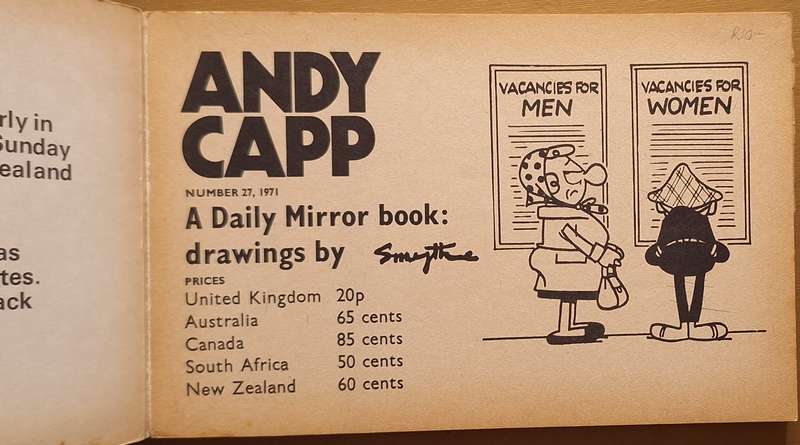 rly in
Sunday
ealand
as
tes.
ack
ANDY
CAPP
NUMBER 27, 1971
A Daily Mirror book:
drawings by Smythe
PRICES
United Kingdom 20p
Australia 65 cents
Canada 85 cents
South Africa 50 cents
New Zealand 60 cents
VACANCIES FOR
MEN
VACANCIES FOR
WOMEN